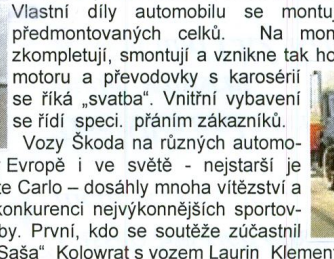 Vlastní díly automobilu se montuj
předmontovaných celků. Na mon
zkompletují, smontují a vznikne tak ho
motoru a převodovky s karosérií
se říká „svatba“. Vnitřní vybavení
se řídí speci. přáním zákazníků.
Vozy Škoda na různých automo-
Evropě i ve světě - nejstarší je
te Carlo – dosáhly mnoha vítězství a
konkurenci nejvýkonnějších sportov-
by. První, kdo se soutěže zúčastnil
„Saša“ Kolowrat s vozem Laurin Klement